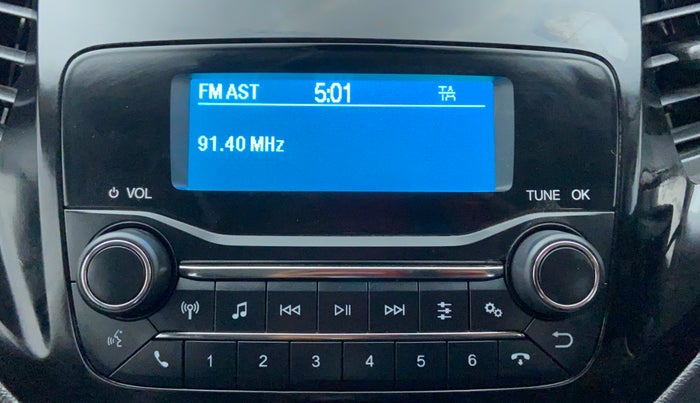 FM AST 5:01 TA
91.40 MHz
VOL TUNE OK
1 2 3 4 5 6